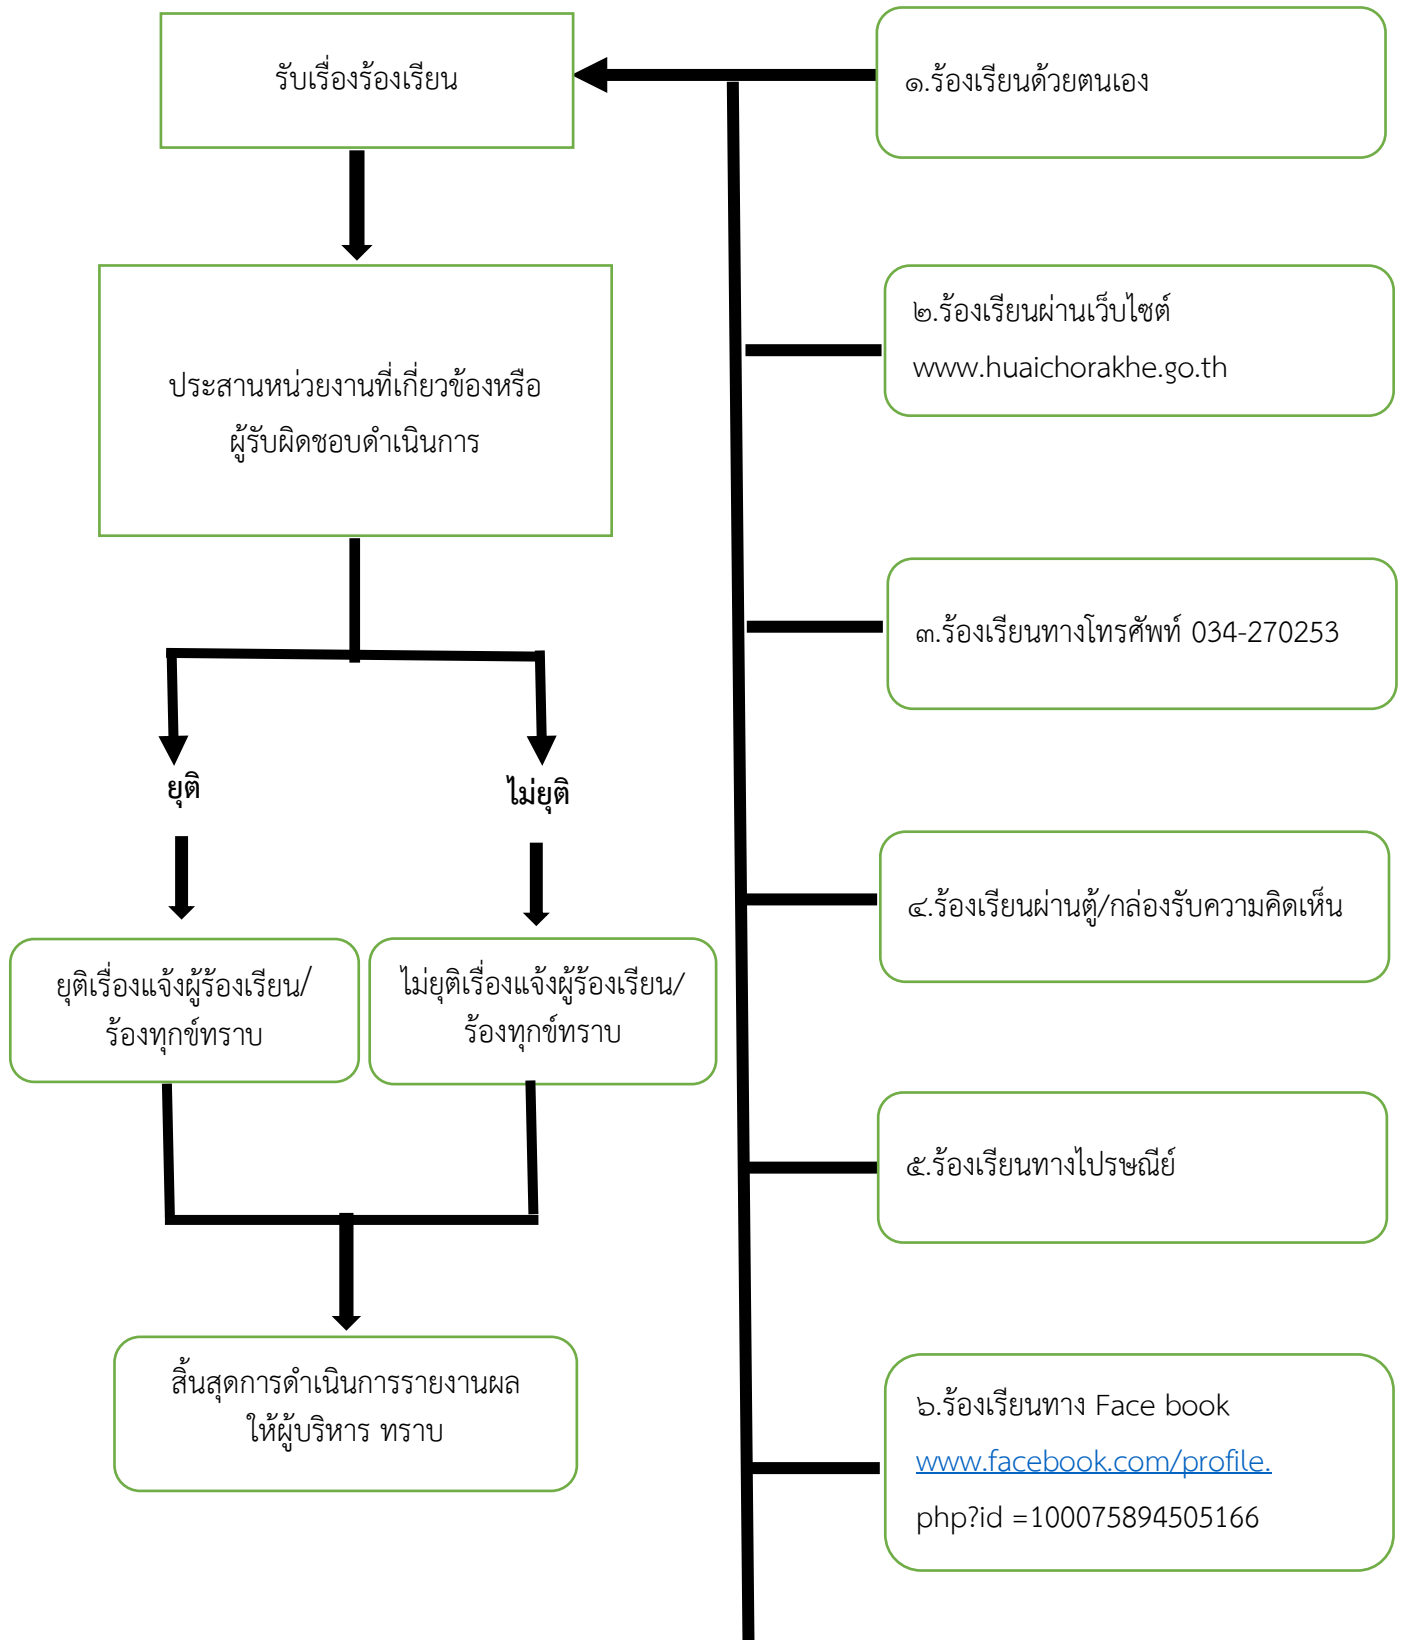 รับเรื่องร้องเรียน
๑.ร้องเรียนด้วยตนเอง
๒.ร้องเรียนผ่านเว็บไซต์
www.huaichorakhe.go.th
ประสานหน่วยงานที่เกี่ยวข้องหรือ
ผู้รับผิดชอบดำเนินการ
๓.ร้องเรียนทางโทรศัพท์ 034-270253
ยุติ
ไม่ยุติ
๔.ร้องเรียนผ่านตู้/กล่องรับความคิดเห็น
ยุติเรื่องแจ้งผู้ร้องเรียน/
ร้องทุกข์ทราบ
ไม่ยุติเรื่องแจ้งผู้ร้องเรียน/
ร้องทุกข์ทราบ
๕.ร้องเรียนทางไปรษณีย์
สิ้นสุดการดำเนินการรายงานผล
ให้ผู้บริหาร ทราบ
๖.ร้องเรียนทาง Face book
www.facebook.com/profile.
php?id =100075894505166